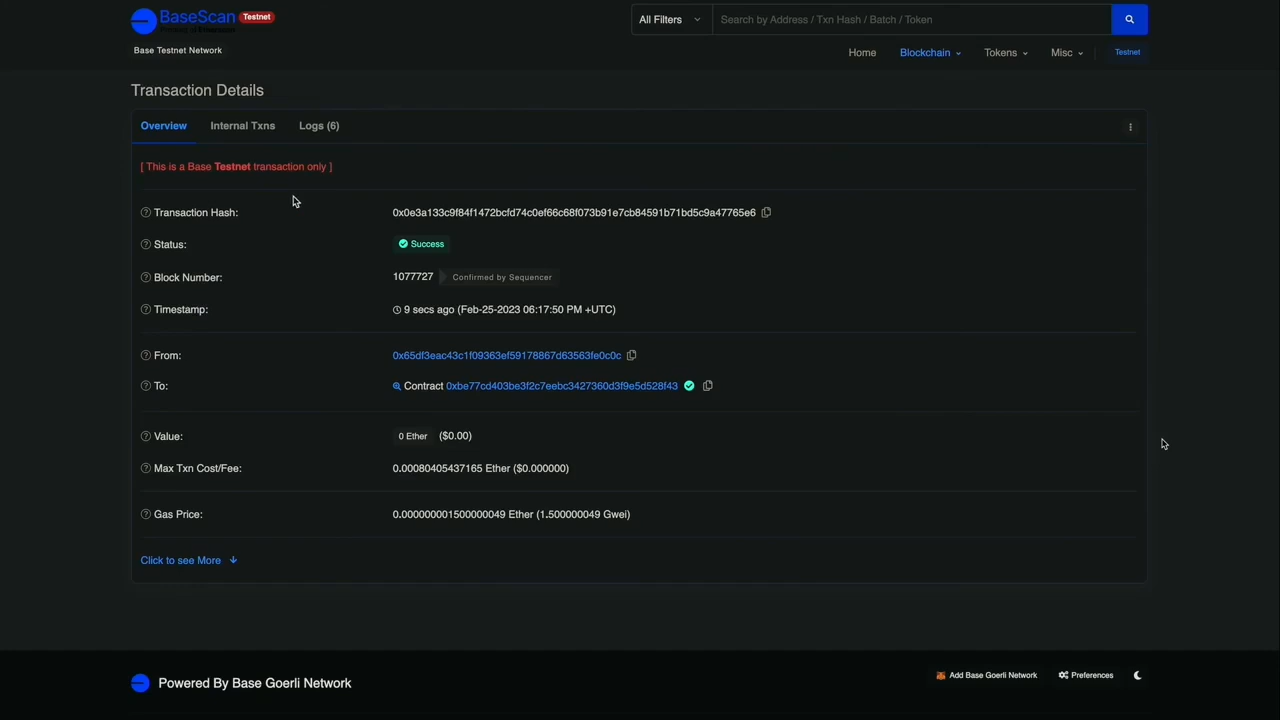 BaseScan Testnet
All Filters
Search by Address / Txn Hash / Batch / Token
Base Testnet Network
Home Blockchain Tokens Misc Testnet
Transaction Details
Overview Internal Txns Logs (6)
[ This is a Base Testnet transaction only ]
Transaction Hash: 0x0e3a133c9f84f1472bcfd74c0ef66c68f073b91e7cb84591b71bd5c9a47765e6
Status: Success
Block Number: 1077727 Confirmed by Sequencer
Timestamp: 9 secs ago (Feb-25-2023 06:17:50 PM +UTC)
From: 0x65df3eac43c1f09363ef59178867d63563fe0c0c
To: Contract 0xbe77cd403be3f2c7eebc3427360d3f9e5d528f43
Value: 0 Ether ($0.00)
Max Txn Cost/Fee: 0.00080405437165 Ether ($0.000000)
Gas Price: 0.000000001500000049 Ether (1.500000049 Gwei)
Click to see More
Powered By Base Goerli Network
Add Base Goerli Network Preferences